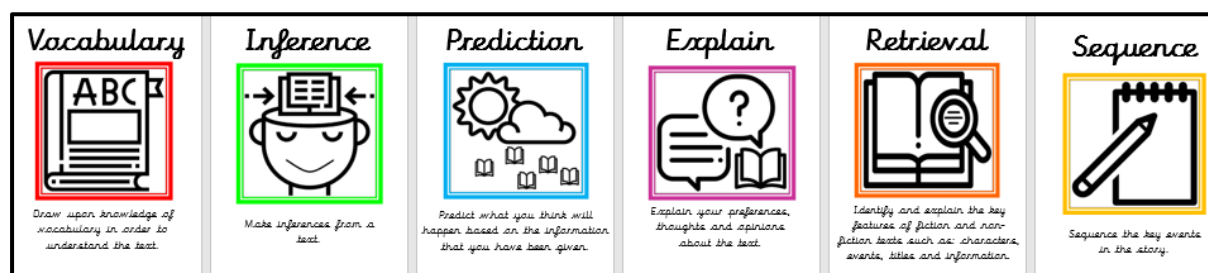 Vocabulary
ABC
Draw upon knowledge of
vocabulary in order to
understand the text.
Inference
Make inferences from a
text.
Prediction
Predict what you think will
happen based on the information
that you have been given.
Explain
?
Explain your preferences,
thoughts and opinions
about the text.
Retrieval
Identify and explain the key
features of fiction and non-
fiction texts such as: characters,
events, titles and information.
Sequence
Sequence the key events
in the story.